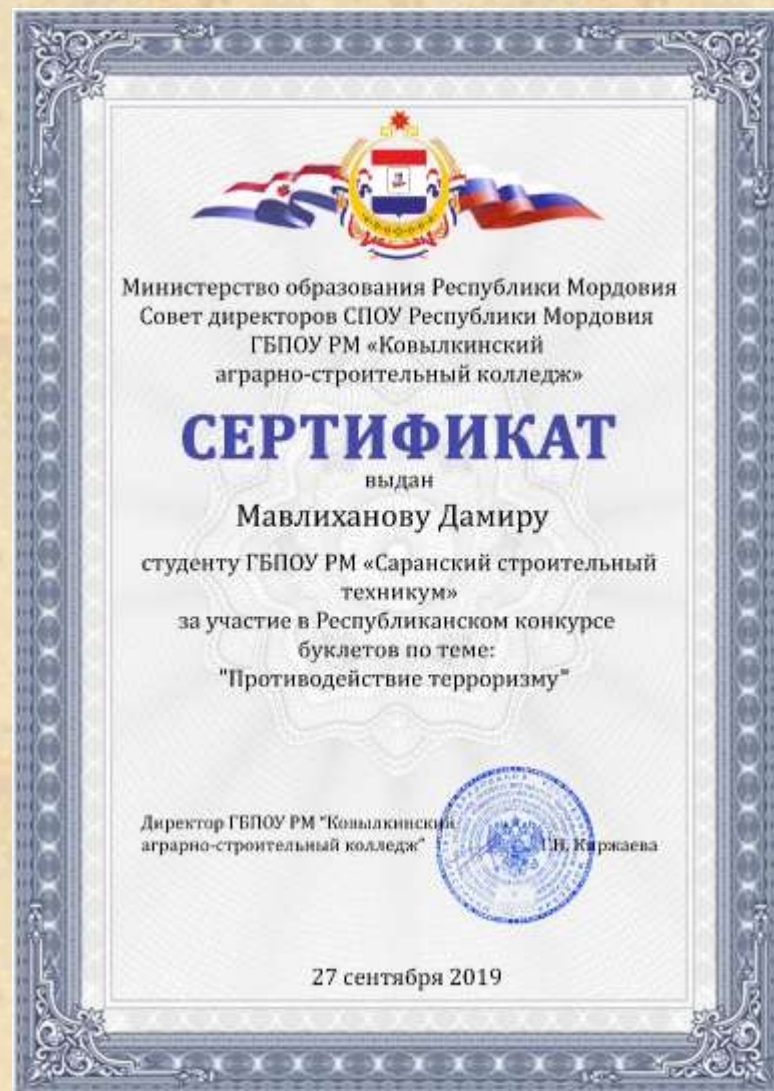 Министерство образования Республики Мордовия
Совет директоров СПОУ Республики Мордовия
ГБПОУ РМ «Ковылкинский
аграрно-строительный колледж»
СЕРТИФИКАТ
выдан
Мавлиханову Дамиру
студенту ГБПОУ РМ «Саранский строительный
техникум»
за участие в Республиканском конкурсе
буклетов по теме:
"Противодействие терроризму"
Директор ГБПОУ РМ "Ковылкинский
аграрно-строительный колледж" Г.Н. Киржаева
27 сентября 2019